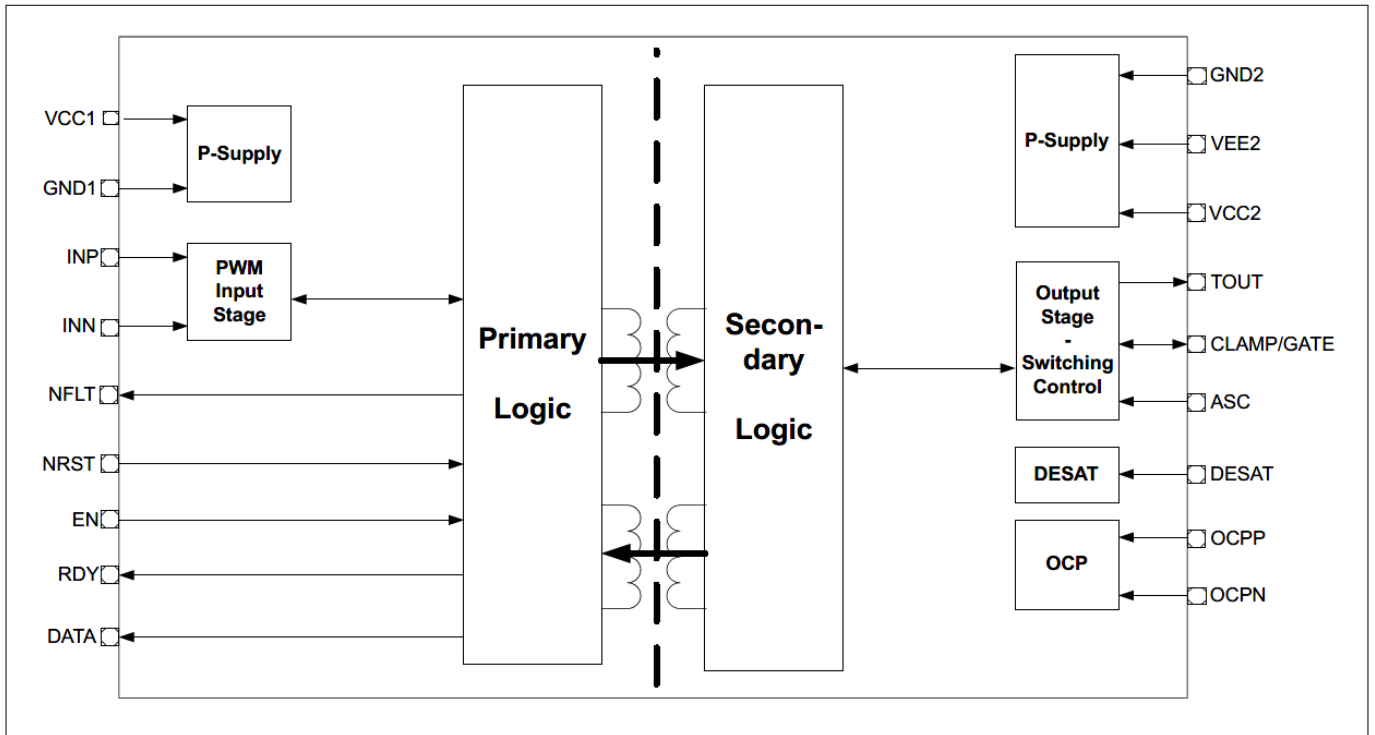 VCC1
GND1
P-Supply
INP
INN
PWM
Input
Stage
NFLT
NRST
EN
RDY
DATA
Primary
Logic
Secon-
dary
Logic
P-Supply
GND2
VEE2
VCC2
Output
Stage
-
Switching
Control
TOUT
CLAMP/GATE
ASC
DESAT
DESAT
OCP
OCPP
OCPN